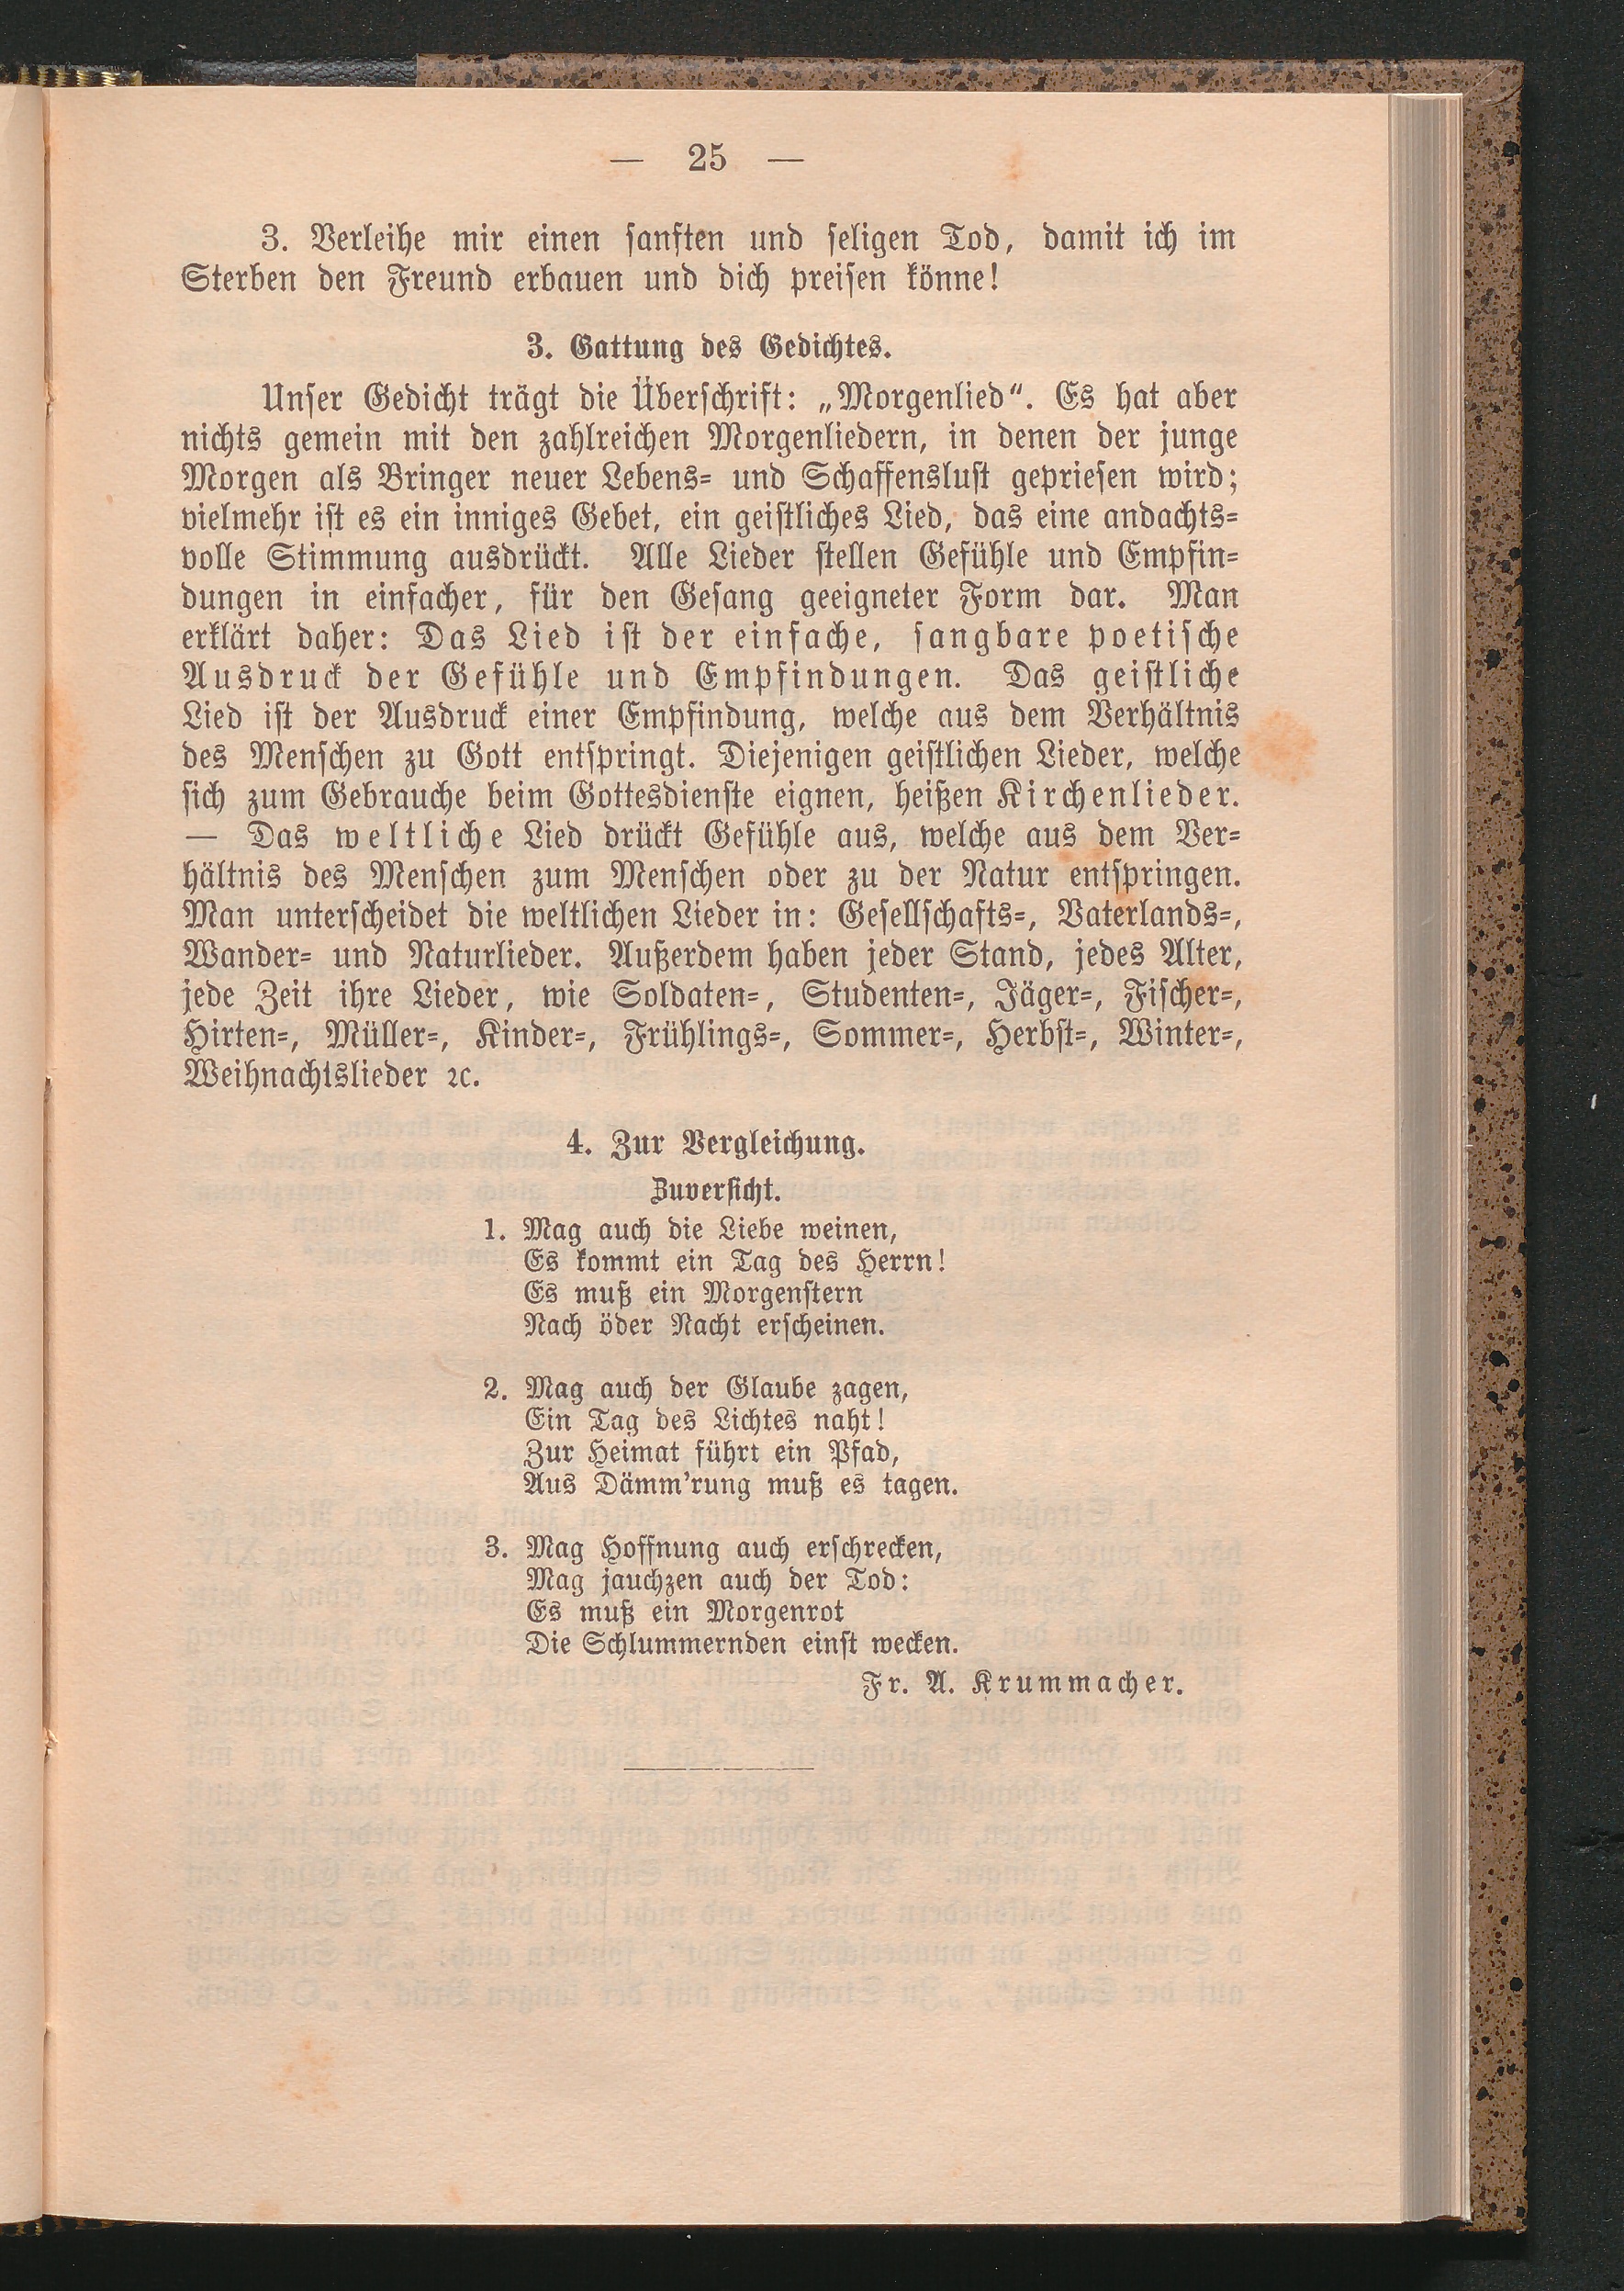 — 25 —
3. Verleihe mir einen sanften und seligen Tod, damit ich im
Sterben den Freund erbauen und dich preisen könne!
3. Gattung des Gedichtes.
Unser Gedicht trägt die Überschrift: „Morgenlied“. Es hat aber
nichts gemein mit den zahlreichen Morgenliedern, in denen der junge
Morgen als Bringer neuer Lebens- und Schaffenslust gepriesen wird;
vielmehr ist es ein inniges Gebet, ein geistliches Lied, das eine andachts-
volle Stimmung ausdrückt. Alle Lieder stellen Gefühle und Empfin-
dungen in einfacher, für den Gesang geeigneter Form dar. Man
erklärt daher: Das Lied ist der einfache, sangbare poetische
Ausdruck der Gefühle und Empfindungen. Das geistliche
Lied ist der Ausdruck einer Empfindung, welche aus dem Verhältnis
des Menschen zu Gott entspringt. Diejenigen geistlichen Lieder, welche
sich zum Gebrauche beim Gottesdienste eignen, heißen Kirchenlieder.
— Das weltliche Lied drückt Gefühle aus, welche aus dem Ver-
hältnis des Menschen zum Menschen oder zu der Natur entspringen.
Man unterscheidet die weltlichen Lieder in: Gesellschafts-, Vaterlands-,
Wander- und Naturlieder. Außerdem haben jeder Stand, jedes Alter,
jede Zeit ihre Lieder, wie Soldaten-, Studenten-, Jäger-, Fischer-,
Hirten-, Müller-, Kinder-, Frühlings-, Sommer-, Herbst-, Winter-,
Weihnachtslieder ꝛc.
4. Zur Vergleichung.
Zuversicht.
1. Mag auch die Liebe weinen,
Es kommt ein Tag des Herrn!
Es muß ein Morgenstern
Nach öder Nacht erscheinen.
2. Mag auch der Glaube zagen,
Ein Tag des Lichtes naht!
Zur Heimat führt ein Pfad,
Aus Dämm'rung muß es tagen.
3. Mag Hoffnung auch erschrecken,
Mag jauchzen auch der Tod:
Es muß ein Morgenrot
Die Schlummernden einst wecken.
Fr. A. Krummacher.